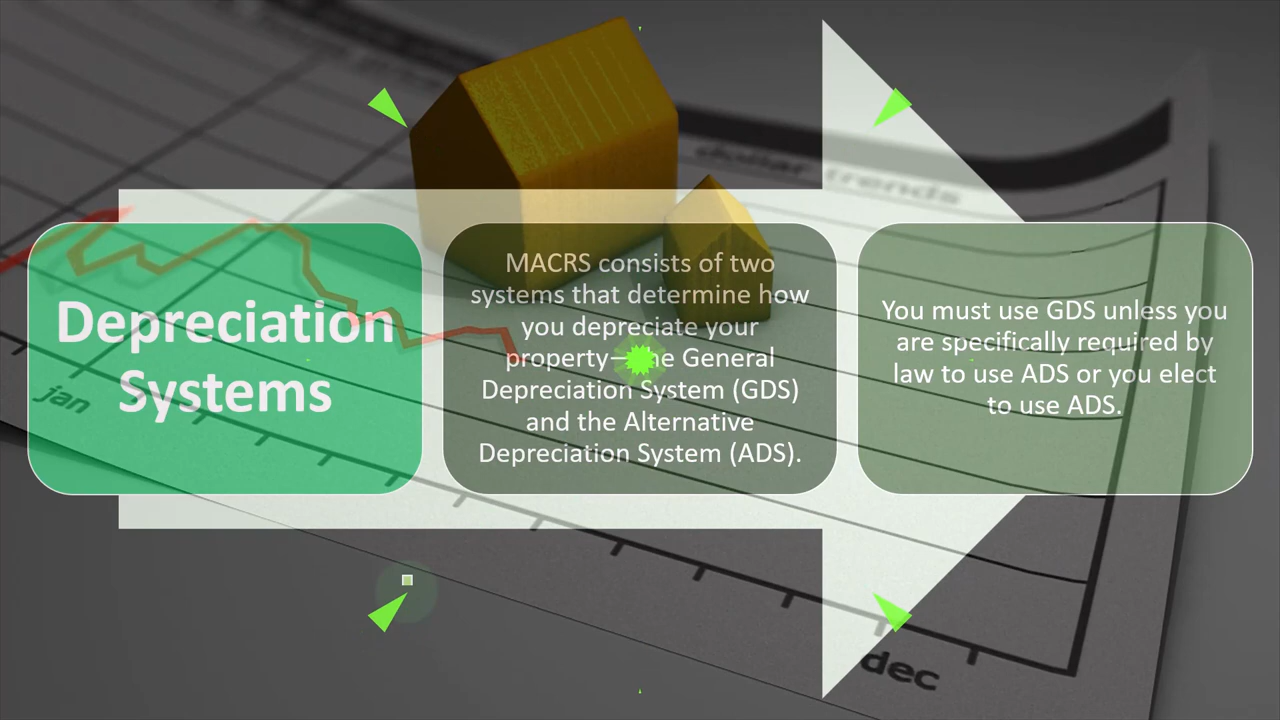 dollar trends
Depreciation
Systems
MACRS consists of two
systems that determine how
you depreciate your
property—the General
Depreciation System (GDS)
and the Alternative
Depreciation System (ADS).
You must use GDS unless you
are specifically required by
law to use ADS or you elect
to use ADS.
jan
dec